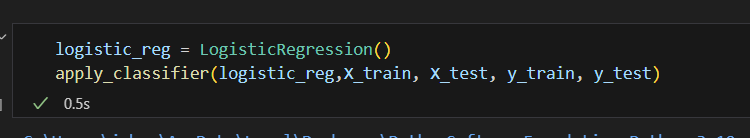 logistic_reg = LogisticRegression()
apply_classifier(logistic_reg,X_train, X_test, y_train, y_test)
0.5s